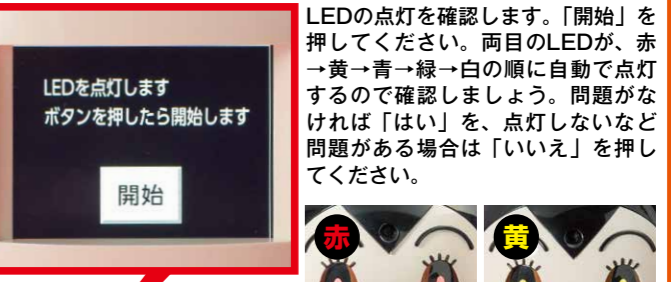 LEDを点灯します
ボタンを押したら開始します
開始
LEDの点灯を確認します。「開始」を
押してください。両目のLEDが、赤
→黄→青→緑→白の順に自動で点灯
するので確認しましょう。問題がな
ければ「はい」を、点灯しないなど
問題がある場合は「いいえ」を押し
てください。
赤
黄